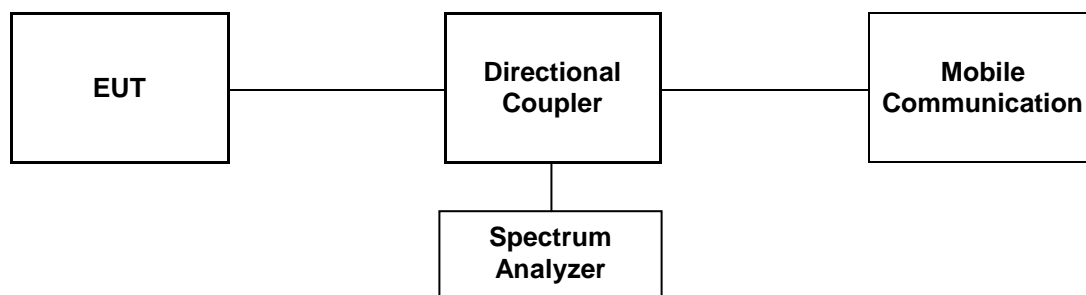 EUT
Directional
Coupler
Mobile
Communication
Spectrum
Analyzer